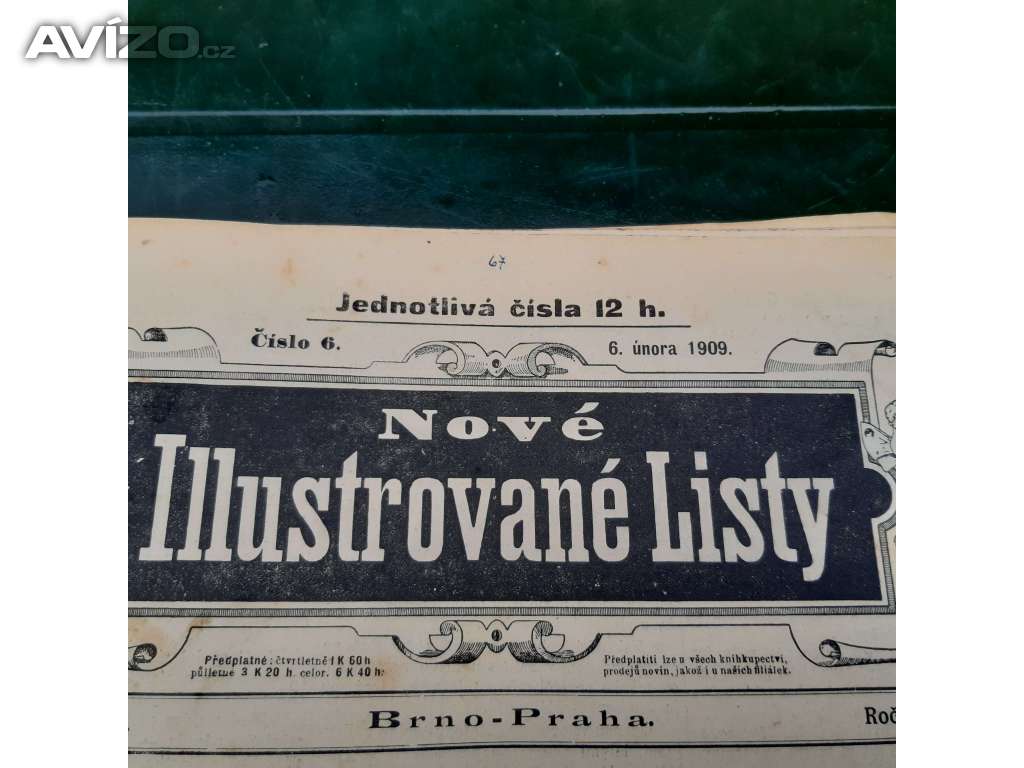 AVÍZO.cz
67
Jednotlivá čísla 12 h.
Číslo 6.
6. února 1909.
Nové
Illustrované Listy
Předplatné: čtvrtletně 1 K 60 h
půlletně 3 K 20 h. celor. 6 K 40 h.
Předplatiti lze u všech knihkupectví,
prodejů novin, jakož i u našich filiálek.
Brno-Praha.
Roč